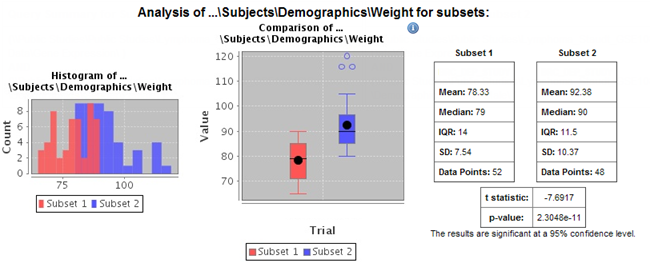 Analysis of ...\Subjects\Demographics\Weight for subsets:
Histogram of ...
\Subjects\Demographics\Weight
Count
8
6
4
2
0
75
100
Subset 1 Subset 2
Comparison of ...
\Subjects\Demographics\Weight
i
Value
120
110
100
90
80
70
Trial
Subset 1 Subset 2
Subset 1
Mean: 78.33
Median: 79
IQR: 14
SD: 7.54
Data Points: 52
Subset 2
Mean: 92.38
Median: 90
IQR: 11.5
SD: 10.37
Data Points: 48
t statistic: -7.6917
p-value: 2.3048e-11
The results are significant at a 95% confidence level.